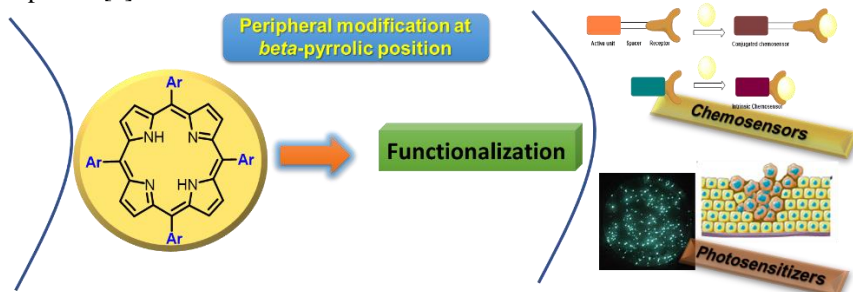 Peripheral modification at
beta-pyrrolic position
Ar
NH
N
Ar
Ar
N
HN
Ar
Functionalization
Active unit Spacer Receptor
Conjugated chemosensor
Intrinsic Chemosensor
Chemosensors
Photosensitizers